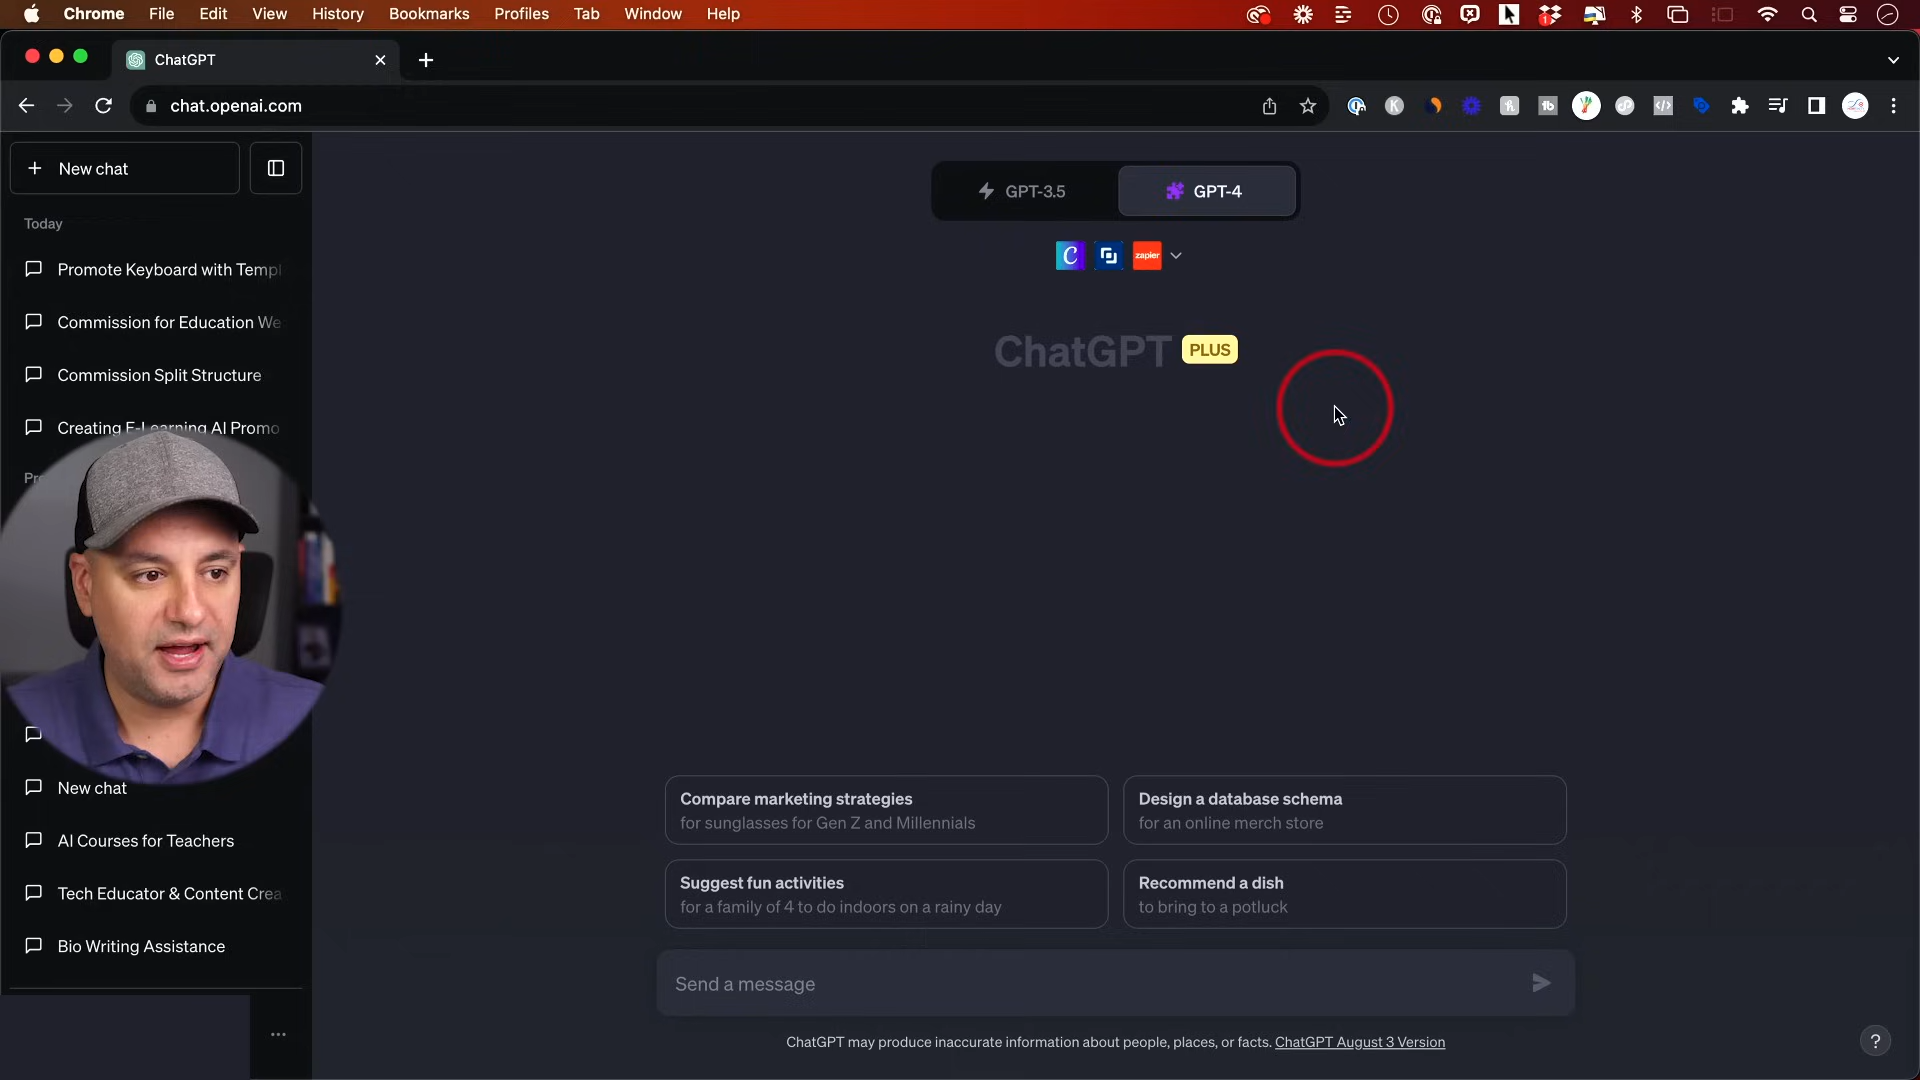 Chrome File Edit View History Bookmarks Profiles Tab Window Help
ChatGPT
chat.openai.com
New chat
Today
Promote Keyboard with Templ
Commission for Education We
Commission Split Structure
Creating E-Learning AI Promo
New chat
AI Courses for Teachers
Tech Educator & Content Crea
Bio Writing Assistance
GPT-3.5 GPT-4
C zapier
ChatGPT PLUS
Compare marketing strategies
for sunglasses for Gen Z and Millennials
Design a database schema
for an online merch store
Suggest fun activities
for a family of 4 to do indoors on a rainy day
Recommend a dish
to bring to a potluck
Send a message
ChatGPT may produce inaccurate information about people, places, or facts. ChatGPT August 3 Version
?